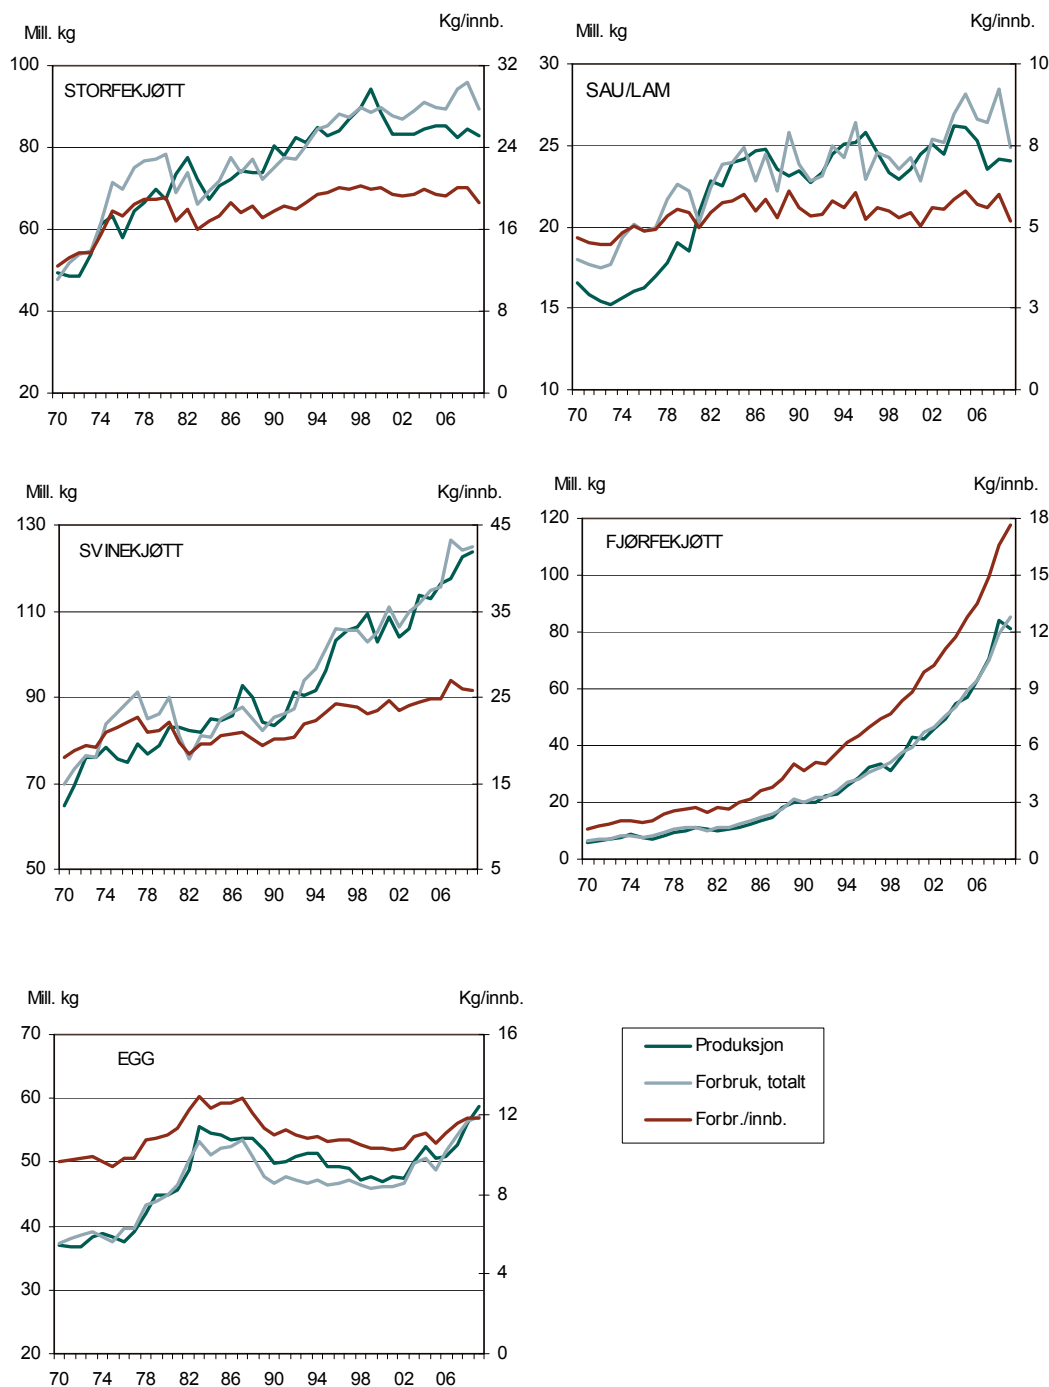 Mill. kg
Kg/innb.
100
80
60
40
20
STORFEKJØTT
32
24
16
8
0
70 74 78 82 86 90 94 98 02 06
Mill. kg
Kg/innb.
30
25
20
15
10
SAU/LAM
10
8
5
3
0
70 74 78 82 86 90 94 98 02 06
Mill. kg
Kg/innb.
130
110
90
70
50
SVINEKJØTT
45
35
25
15
5
70 74 78 82 86 90 94 98 02 06
Mill. kg
Kg/innb.
120
100
80
60
40
20
0
FJØRFEKJØTT
18
15
12
9
6
3
0
70 74 78 82 86 90 94 98 02 06
Mill. kg
Kg/innb.
70
60
50
40
30
20
EGG
16
12
8
4
0
70 74 78 82 86 90 94 98 02 06
Produksjon
Forbruk, totalt
Forbr./innb.